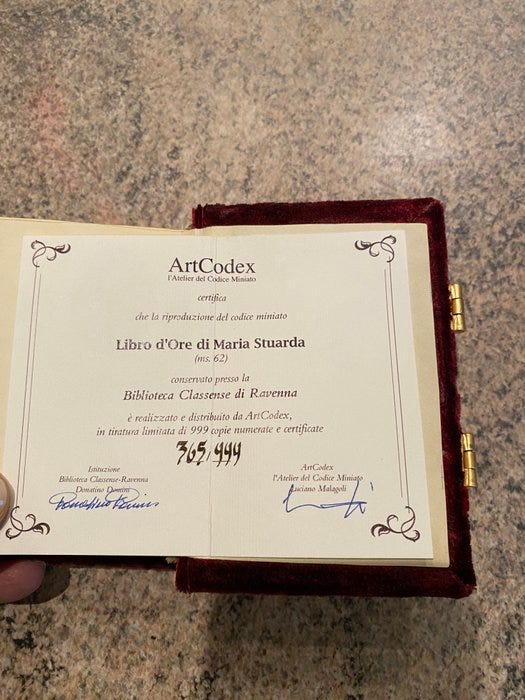 ArtCodex
l'Atelier del Codice Miniato
certifica
che la riproduzione del codice miniato
Libro d'Ore di Maria Stuarda
(ms. 62)
conservato presso la
Biblioteca Classense di Ravenna
è realizzato e distribuito da ArtCodex,
in tiratura limitata di 999 copie numerate e certificate
365/999
Istituzione
Biblioteca Classense-Ravenna
Donatino Domini
Donatino Domini
ArtCodex
l'Atelier del Codice Miniato
Luciano Malagoli